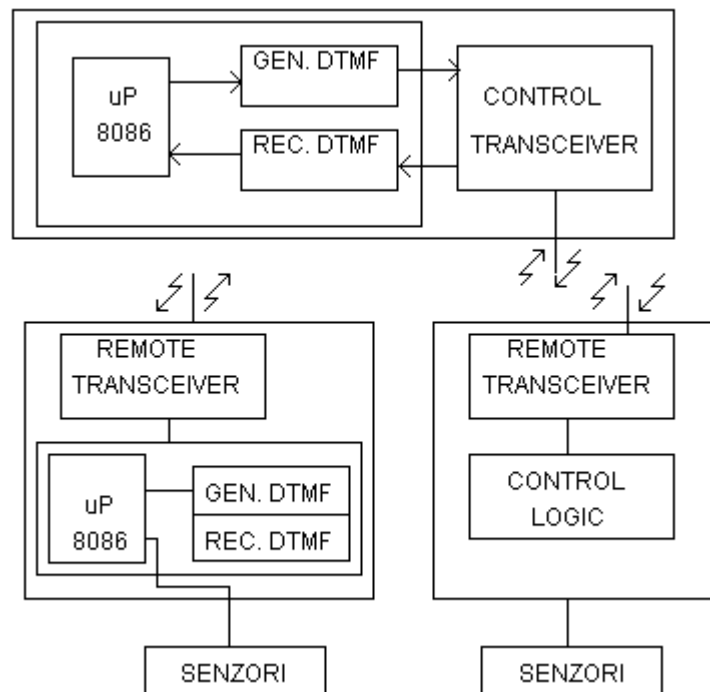 uP
8086
GEN. DTMF
REC. DTMF
CONTROL
TRANSCEIVER
REMOTE
TRANSCEIVER
uP
8086
GEN. DTMF
REC. DTMF
SENZORI
REMOTE
TRANSCEIVER
CONTROL
LOGIC
SENZORI